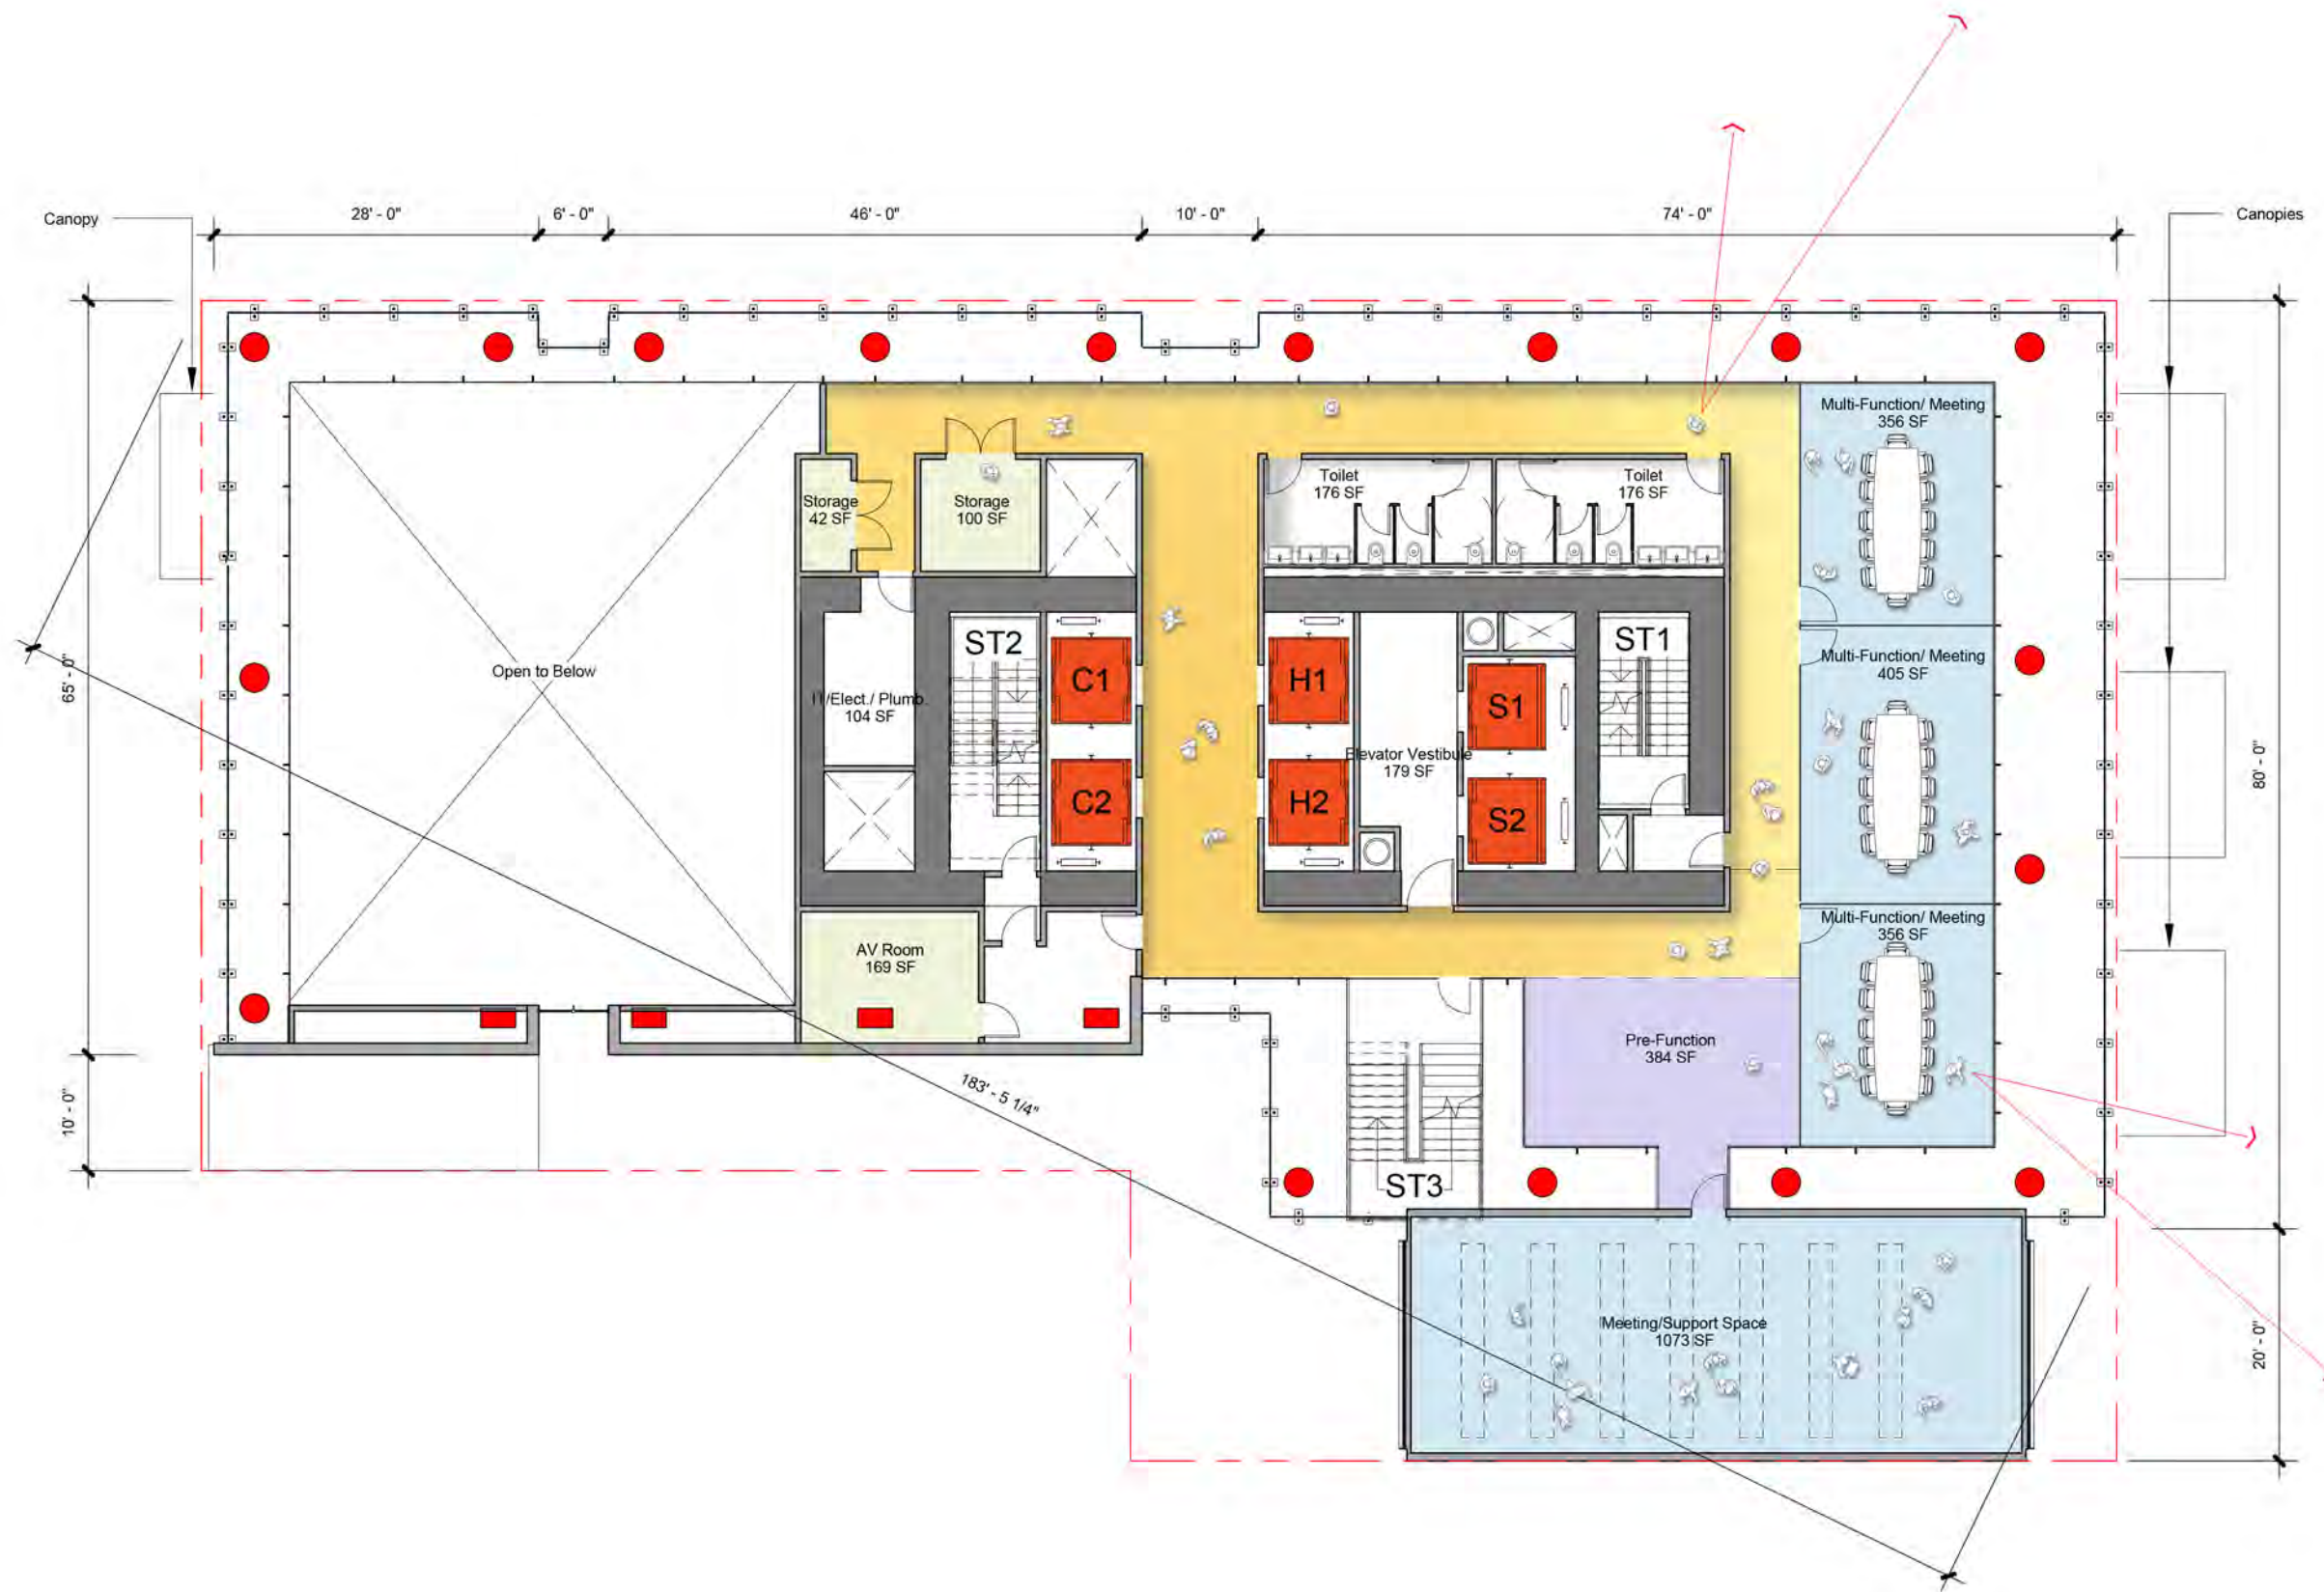 Canopy
28' - 0"
6' - 0"
46' - 0"
10' - 0"
74' - 0"
Canopies
65' - 0"
10' - 0"
80' - 0"
20' - 0"
183' - 5 1/4"
Open to Below
Storage
42 SF
Storage
100 SF
Toilet
176 SF
Toilet
176 SF
Multi-Function/ Meeting
356 SF
ST2
C1
C2
/Elect./ Plumb.
104 SF
H1
H2
Elevator Vestibule
179 SF
S1
S2
ST1
Multi-Function/ Meeting
405 SF
Multi-Function/ Meeting
356 SF
AV Room
169 SF
Pre-Function
384 SF
ST3
Meeting/Support Space
1073 SF